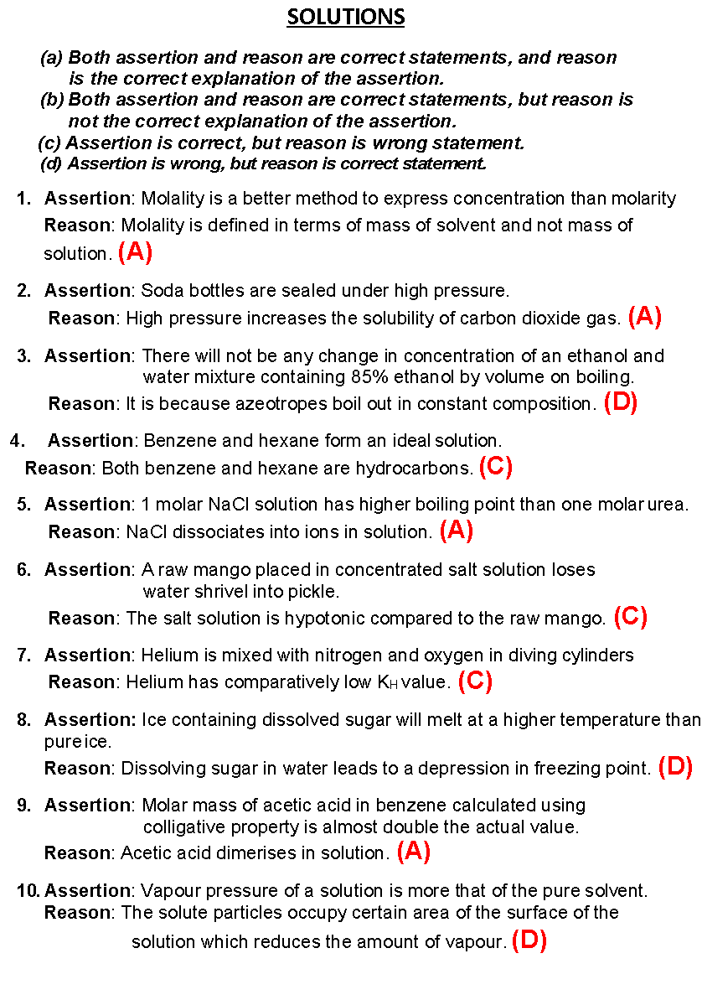 SOLUTIONS
(a) Both assertion and reason are correct statements, and reason
is the correct explanation of the assertion.
(b) Both assertion and reason are correct statements, but reason is
not the correct explanation of the assertion.
(c) Assertion is correct, but reason is wrong statement.
(d) Assertion is wrong, but reason is correct statement.
1. Assertion: Molality is a better method to express concentration than molarity
Reason: Molality is defined in terms of mass of solvent and not mass of
solution. (A)
2. Assertion: Soda bottles are sealed under high pressure.
Reason: High pressure increases the solubility of carbon dioxide gas. (A)
3. Assertion: There will not be any change in concentration of an ethanol and
water mixture containing 85% ethanol by volume on boiling.
Reason: It is because azeotropes boil out in constant composition. (D)
4. Assertion: Benzene and hexane form an ideal solution.
Reason: Both benzene and hexane are hydrocarbons. (C)
5. Assertion: 1 molar NaCl solution has higher boiling point than one molar urea.
Reason: NaCl dissociates into ions in solution. (A)
6. Assertion: A raw mango placed in concentrated salt solution loses
water shrivel into pickle.
Reason: The salt solution is hypotonic compared to the raw mango. (C)
7. Assertion: Helium is mixed with nitrogen and oxygen in diving cylinders
Reason: Helium has comparatively low KH value. (C)
8. Assertion: Ice containing dissolved sugar will melt at a higher temperature than
pure ice.
Reason: Dissolving sugar in water leads to a depression in freezing point. (D)
9. Assertion: Molar mass of acetic acid in benzene calculated using
colligative property is almost double the actual value.
Reason: Acetic acid dimerises in solution. (A)
10. Assertion: Vapour pressure of a solution is more that of the pure solvent.
Reason: The solute particles occupy certain area of the surface of the
solution which reduces the amount of vapour. (D)